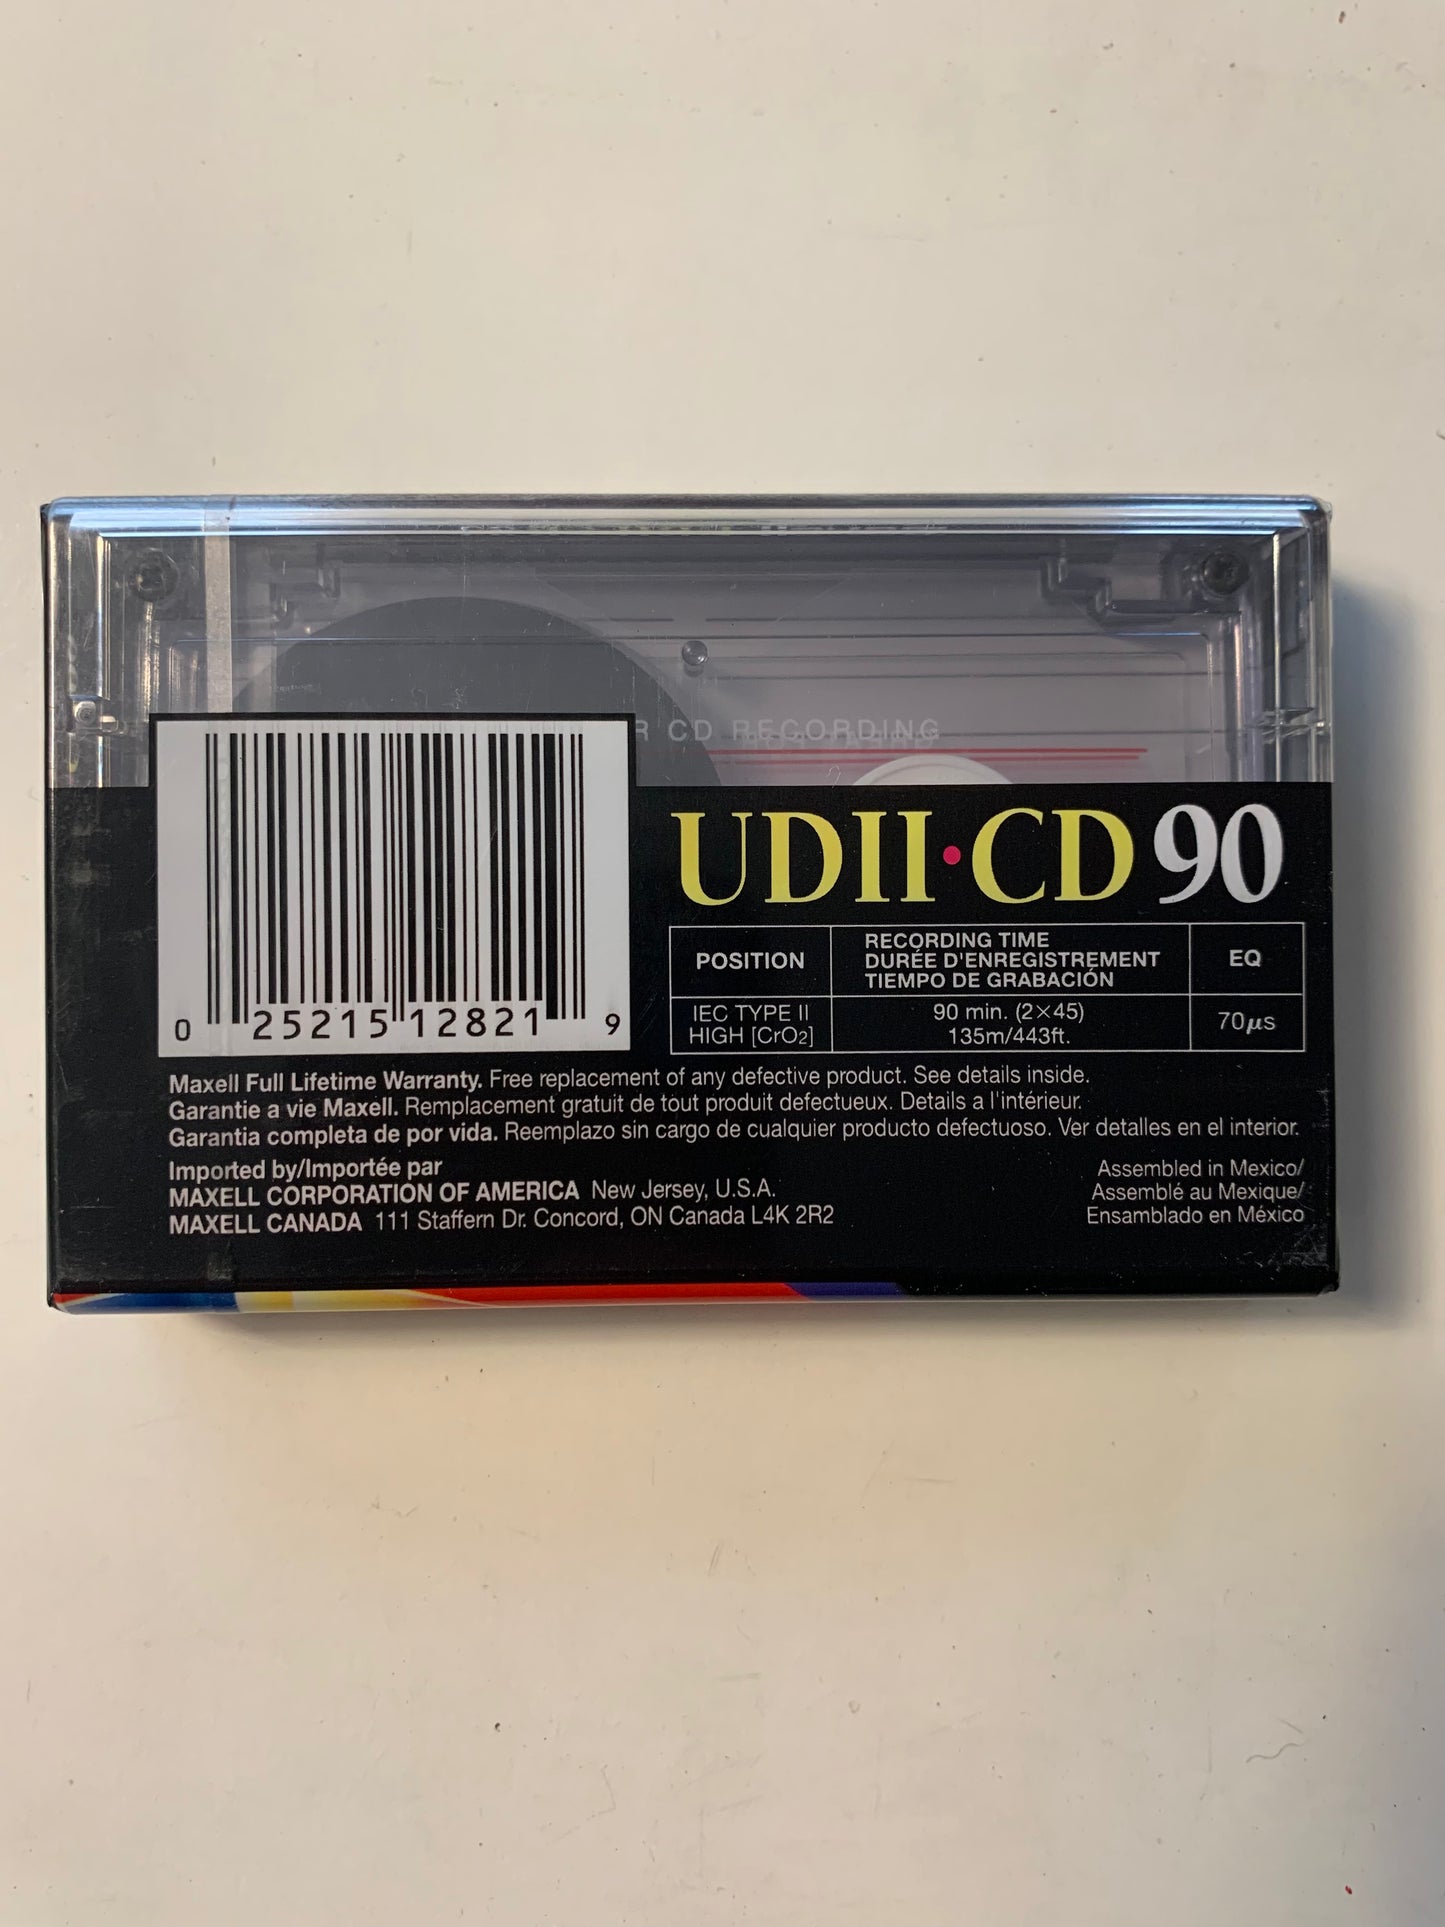 R CD RECORDING
UDII·CD 90
0 25215 12821 9
POSITION
RECORDING TIME
DURÉE D'ENREGISTREMENT
TIEMPO DE GRABACIÓN
EQ
IEC TYPE II
HIGH [CrO2]
90 min. (2×45)
135m/443ft.
70µs
Maxell Full Lifetime Warranty. Free replacement of any defective product. See details inside.
Garantie a vie Maxell. Remplacement gratuit de tout produit defectueux. Details a l'intérieur.
Garantia completa de por vida. Reemplazo sin cargo de cualquier producto defectuoso. Ver detalles en el interior.
Imported by/Importée par
MAXELL CORPORATION OF AMERICA New Jersey, U.S.A.
MAXELL CANADA 111 Staffern Dr. Concord, ON Canada L4K 2R2
Assembled in Mexico/
Assemblé au Mexique/
Ensamblado en México